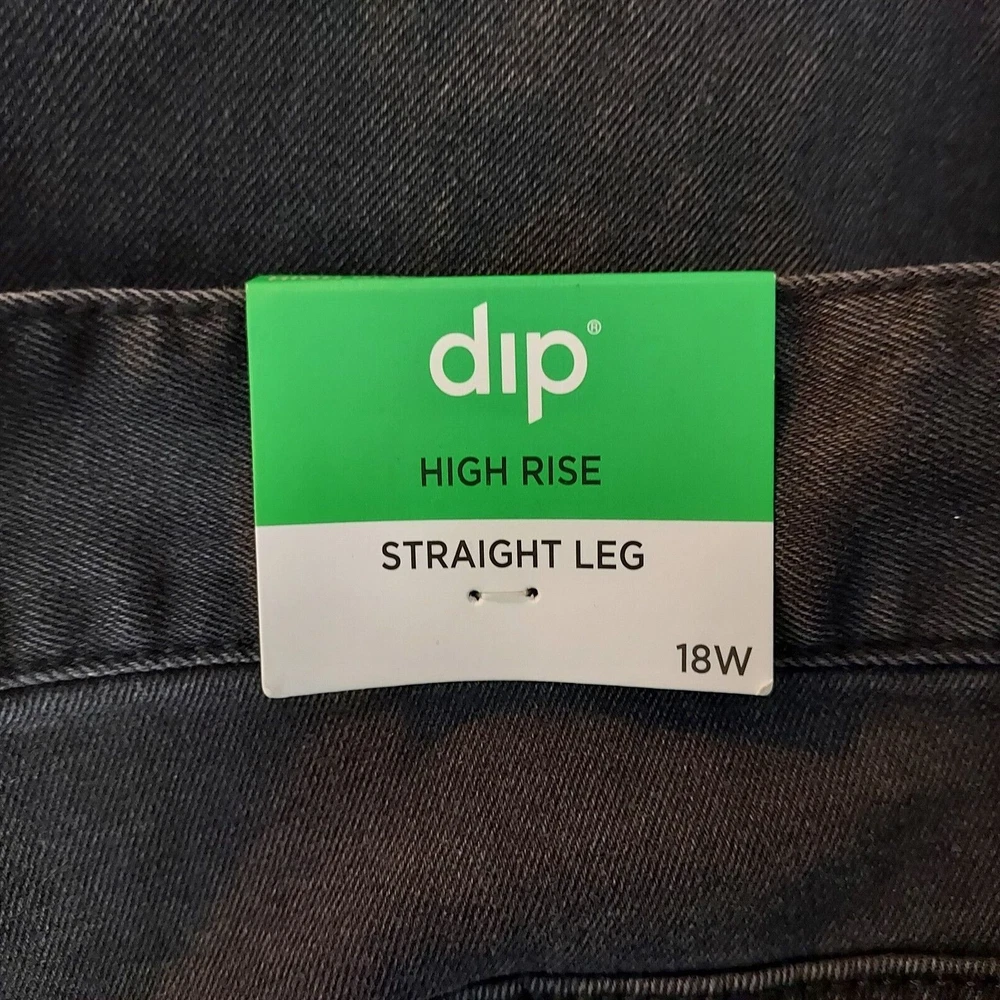 dip®
HIGH RISE
STRAIGHT LEG
18W